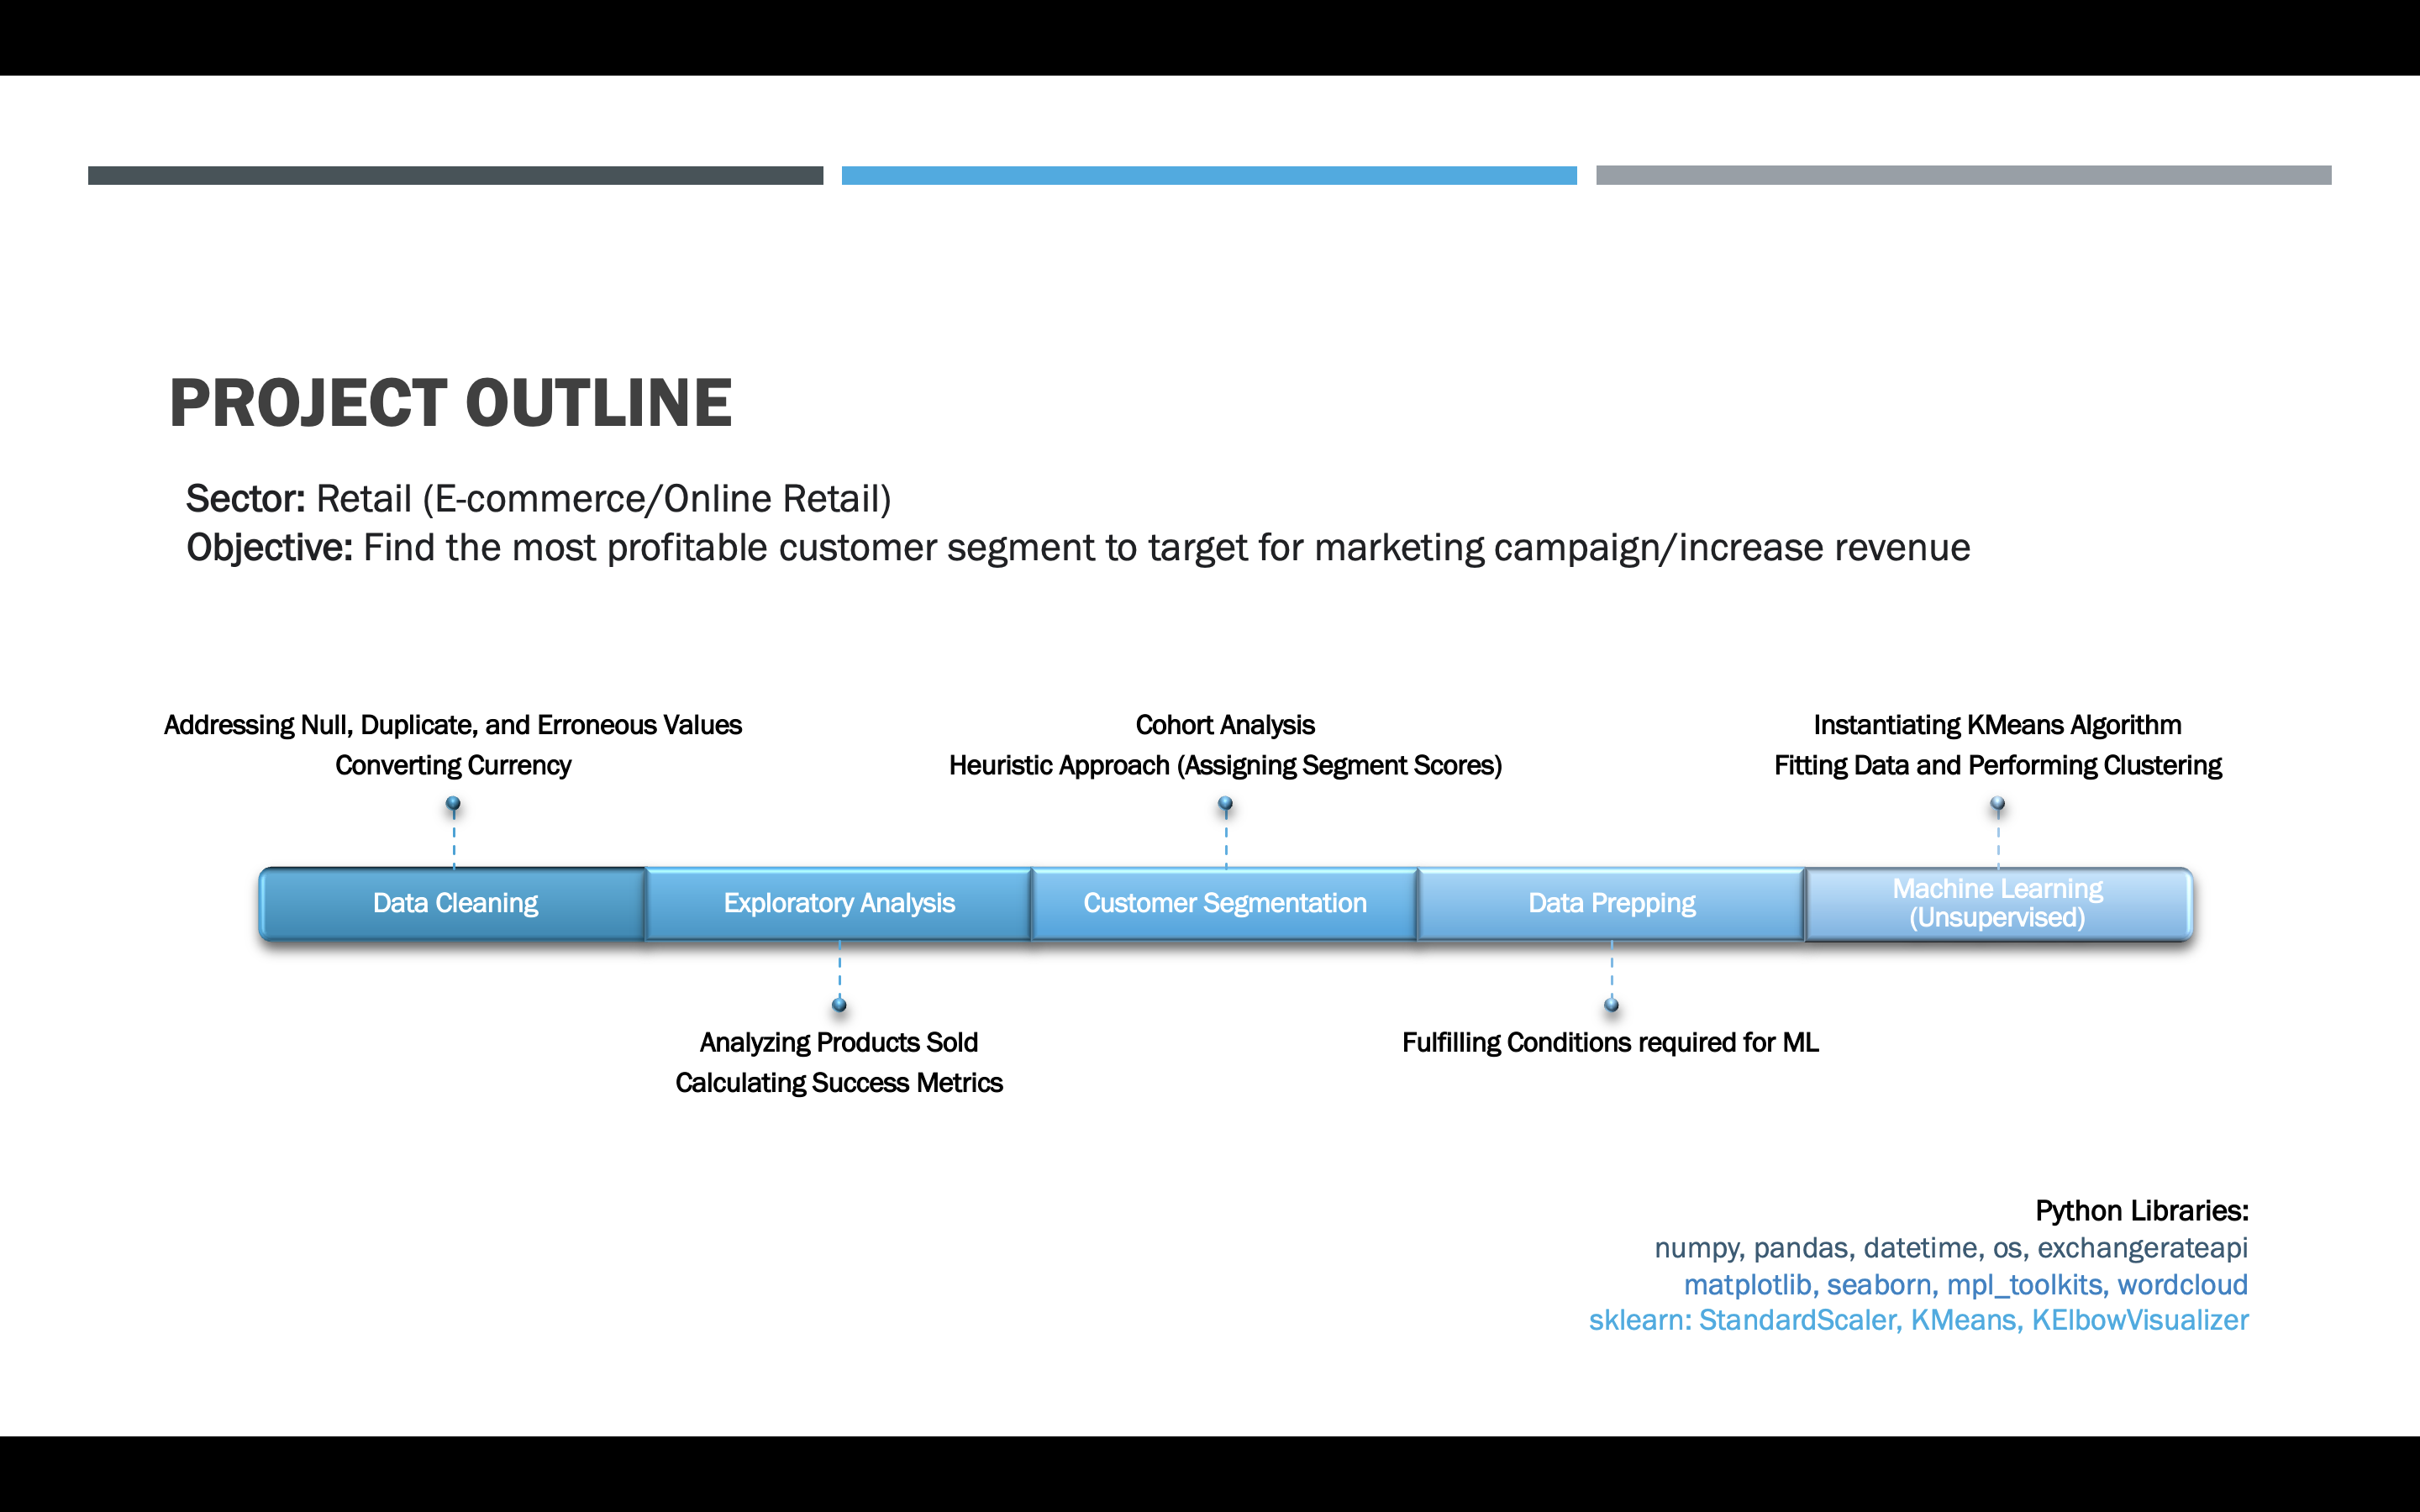 PROJECT OUTLINE
Sector: Retail (E-commerce/Online Retail)
Objective: Find the most profitable customer segment to target for marketing campaign/increase revenue
Addressing Null, Duplicate, and Erroneous Values
Converting Currency
Cohort Analysis
Heuristic Approach (Assigning Segment Scores)
Instantiating KMeans Algorithm
Fitting Data and Performing Clustering
Data Cleaning
Exploratory Analysis
Customer Segmentation
Data Prepping
Machine Learning
(Unsupervised)
Analyzing Products Sold
Calculating Success Metrics
Fulfilling Conditions required for ML
Python Libraries:
numpy, pandas, datetime, os, exchangerateapi
matplotlib, seaborn, mpl_toolkits, wordcloud
sklearn: StandardScaler, KMeans, KElbowVisualizer